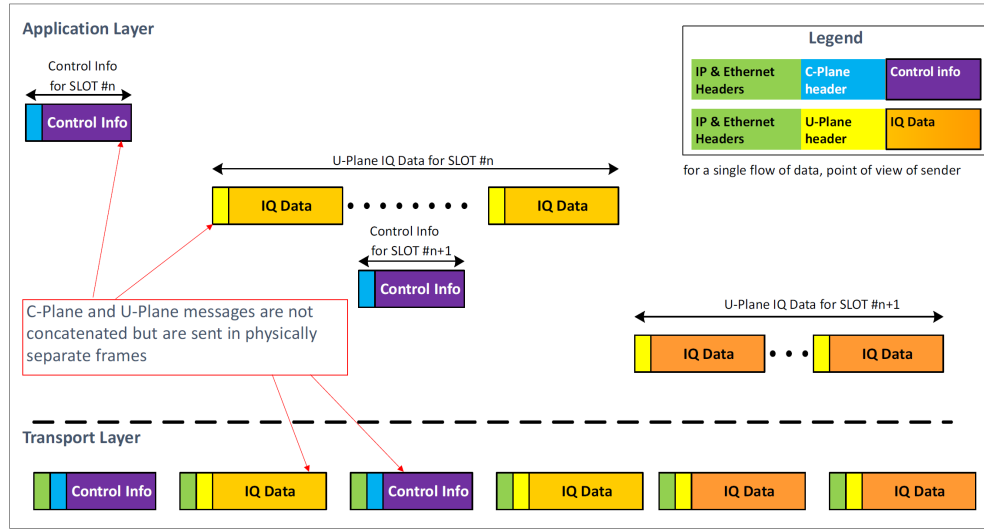 Application Layer
Legend
Control Info
for SLOT #n
IP & Ethernet
Headers
C-Plane
header
Control info
Control Info
IP & Ethernet
Headers
U-Plane
header
IQ Data
U-Plane IQ Data for SLOT #n
for a single flow of data, point of view of sender
IQ Data
IQ Data
Control Info
for SLOT #n+1
Control Info
C-Plane and U-Plane messages are not
concatenated but are sent in physically
separate frames
U-Plane IQ Data for SLOT #n+1
IQ Data
IQ Data
Transport Layer
Control Info
IQ Data
Control Info
IQ Data
IQ Data
IQ Data